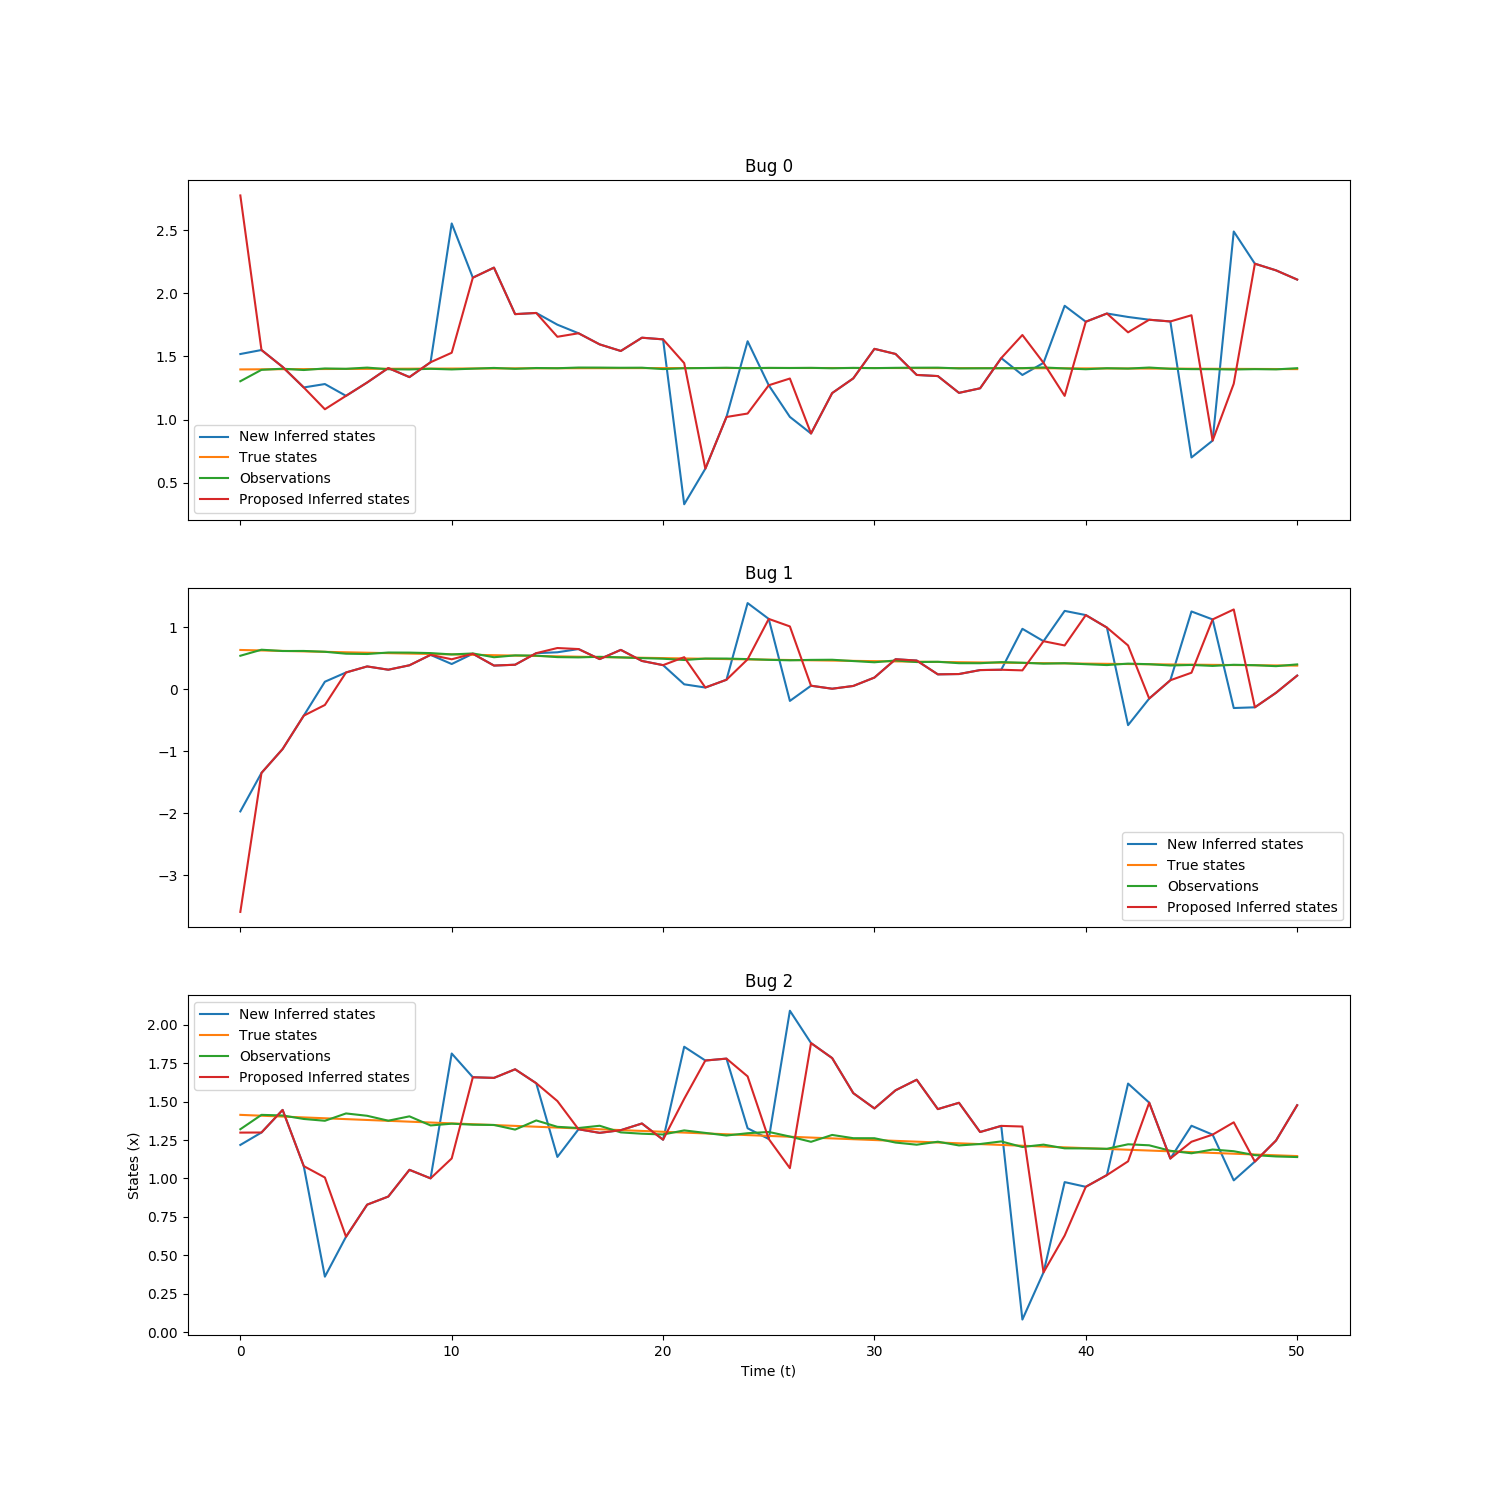 Bug 0
2.5
2.0
1.5
1.0
0.5
New Inferred states
True states
Observations
Proposed Inferred states
Bug 1
1
0
−1
−2
−3
New Inferred states
True states
Observations
Proposed Inferred states
Bug 2
2.00
1.75
1.50
1.25
1.00
0.75
0.50
0.25
0.00
States (x)
New Inferred states
True states
Observations
Proposed Inferred states
0 10 20 30 40 50
Time (t)